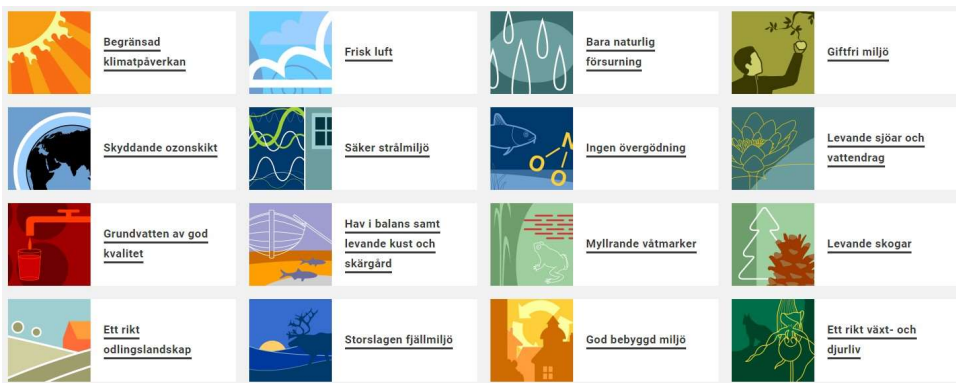 Begränsad
klimatpåverkan
Frisk luft
Bara naturlig
försurning
Giftfri miljö
Skyddande ozonskikt
Säker strålmiljö
N
O
O
Ingen övergödning
Levande sjöar och
vattendrag
Grundvatten av god
kvalitet
Hav i balans samt
levande kust och
skärgård
Myllrande våtmarker
Levande skogar
Ett rikt
odlingslandskap
Storslagen fjällmiljö
God bebyggd miljö
Ett rikt växt- och
djurliv